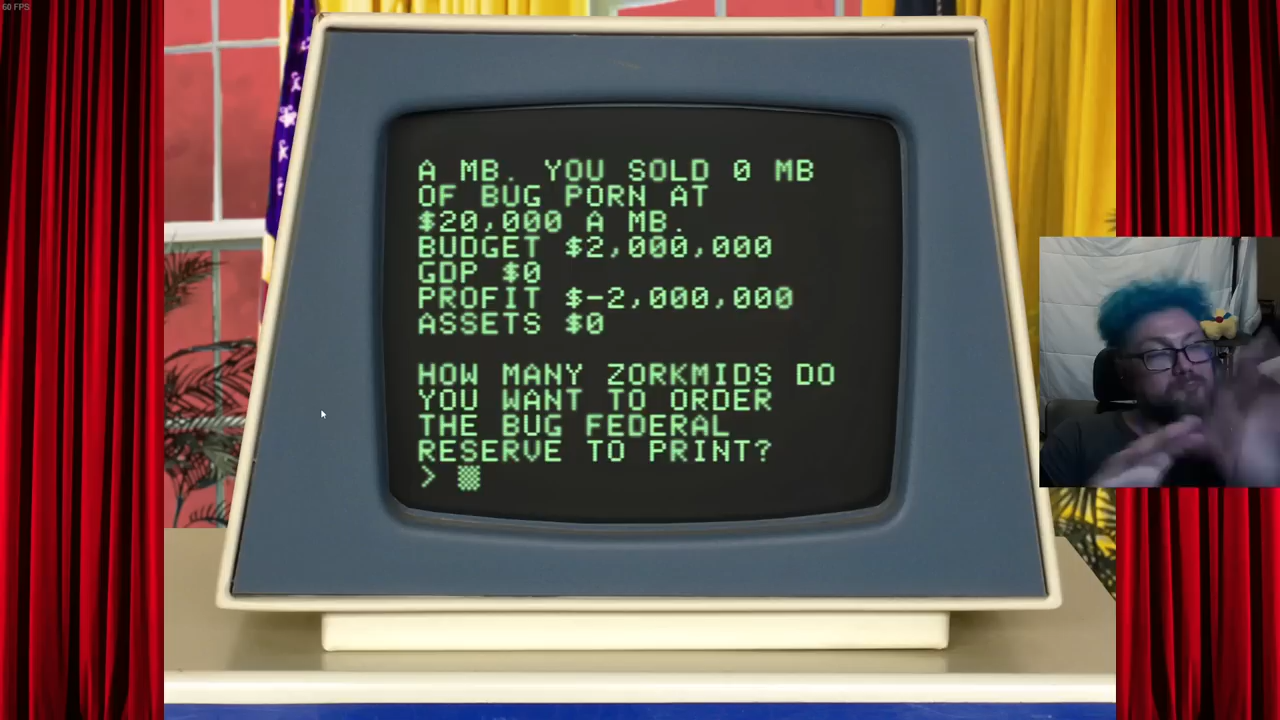 60 FPS
A MB. YOU SOLD 0 MB
OF BUG PORN AT
$20,000 A MB.
BUDGET $2,000,000
GDP $0
PROFIT $-2,000,000
ASSETS $0
HOW MANY ZORKMIDS DO
YOU WANT TO ORDER
THE BUG FEDERAL
RESERVE TO PRINT?
>